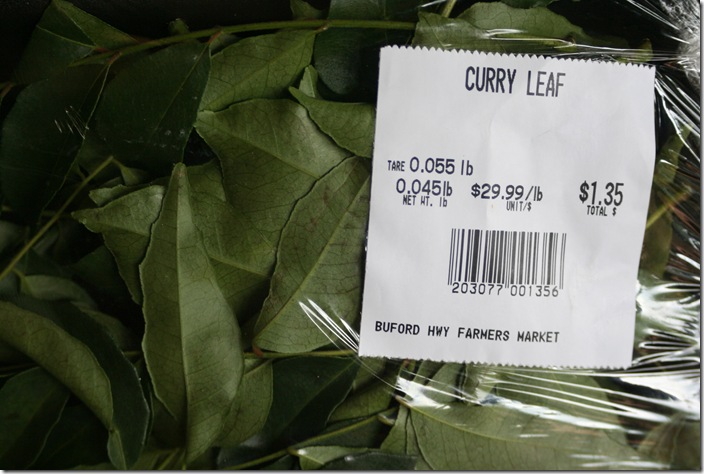 CURRY LEAF
TARE 0.055 lb
0.045lb $29.99/lb $1.35
NET WT. lb UNIT/$ TOTAL $
203077 001356
BUFORD HWY FARMERS MARKET